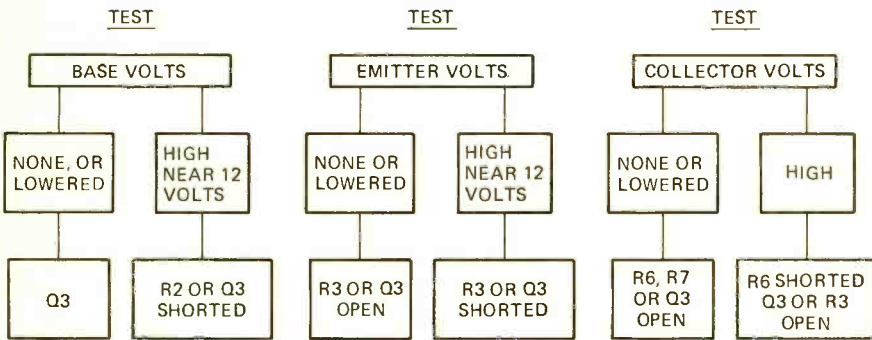 TEST
TEST
TEST
BASE VOLTS
EMITTER VOLTS
COLLECTOR VOLTS
NONE, OR
LOWERED
HIGH
NEAR 12
VOLTS
NONE OR
LOWERED
HIGH
NEAR 12
VOLTS
NONE OR
LOWERED
HIGH
Q3
R2 OR Q3
SHORTED
R3 OR Q3
OPEN
R3 OR Q3
SHORTED
R6, R7
OR Q3
OPEN
R6 SHORTED
Q3 OR R3
OPEN